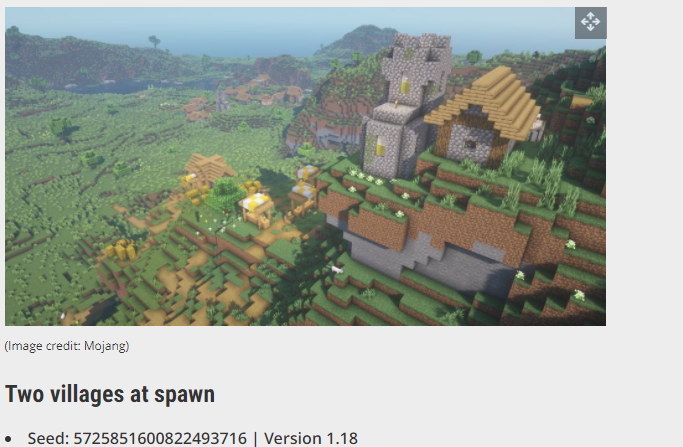 (Image credit: Mojang)
Two villages at spawn
• Seed: 5725851600822493716 | Version 1.18